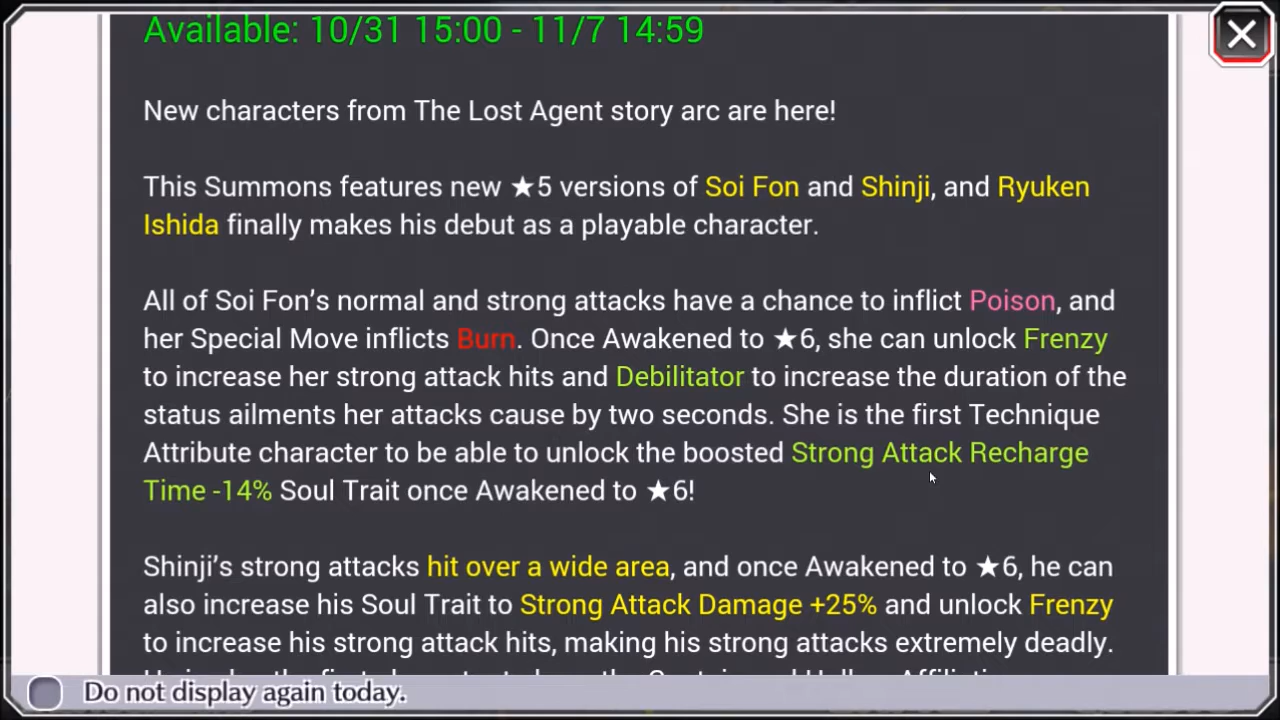 Available: 10/31 15:00 - 11/7 14:59
New characters from The Lost Agent story arc are here!
This Summons features new ★5 versions of Soi Fon and Shinji, and Ryuken
Ishida finally makes his debut as a playable character.
All of Soi Fon's normal and strong attacks have a chance to inflict Poison, and
her Special Move inflicts Burn. Once Awakened to ★6, she can unlock Frenzy
to increase her strong attack hits and Debilitator to increase the duration of the
status ailments her attacks cause by two seconds. She is the first Technique
Attribute character to be able to unlock the boosted Strong Attack Recharge
Time -14% Soul Trait once Awakened to ★6!
Shinji's strong attacks hit over a wide area, and once Awakened to ★6, he can
also increase his Soul Trait to Strong Attack Damage +25% and unlock Frenzy
to increase his strong attack hits, making his strong attacks extremely deadly.
Do not display again today.